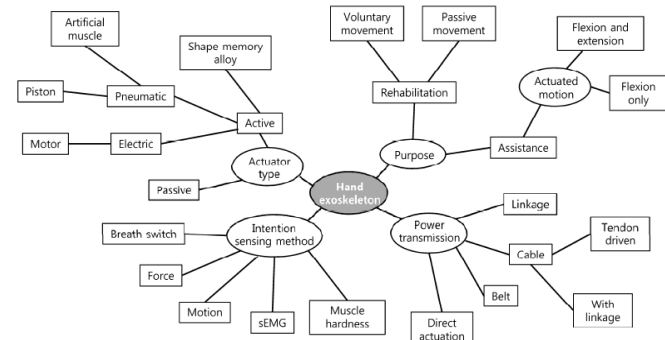 Artificial
muscle
Shape memory
alloy
Piston
Pneumatic
Active
Motor
Electric
Actuator
type
Passive
Voluntary
movement
Passive
movement
Rehabilitation
Purpose
Flexion and
extension
Actuated
motion
Flexion
only
Assistance
Hand
exoskeleton
Intention
sensing method
Breath switch
Force
Motion
sEMG
Muscle
hardness
Power
transmission
Linkage
Cable
Tendon
driven
With
linkage
Belt
Direct
actuation